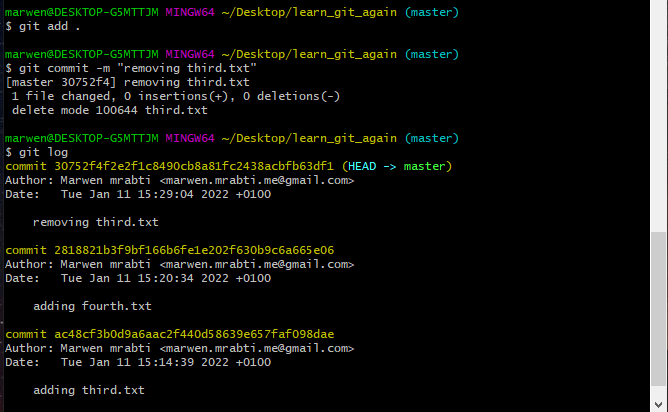 marwen@DESKTOP-G5MTTJM MINGW64 ~/Desktop/learn_git_again (master)
$ git add .
marwen@DESKTOP-G5MTTJM MINGW64 ~/Desktop/learn_git_again (master)
$ git commit -m "removing third.txt"
[master 30752f4] removing third.txt
 1 file changed, 0 insertions(+), 0 deletions(-)
 delete mode 100644 third.txt
marwen@DESKTOP-G5MTTJM MINGW64 ~/Desktop/learn_git_again (master)
$ git log
commit 30752f4f2e2f1c8490cb8a81fc2438acbfb63df1 (HEAD -> master)
Author: Marwen mrabti <marwen.mrabti.me@gmail.com>
Date:   Tue Jan 11 15:29:04 2022 +0100
    removing third.txt
commit 2818821b3f9bf166b6fe1e202f630b9c6a665e06
Author: Marwen mrabti <marwen.mrabti.me@gmail.com>
Date:   Tue Jan 11 15:20:34 2022 +0100
    adding fourth.txt
commit ac48cf3b0d9a6aac2f440d58639e657faf098dae
Author: Marwen mrabti <marwen.mrabti.me@gmail.com>
Date:   Tue Jan 11 15:14:39 2022 +0100
    adding third.txt